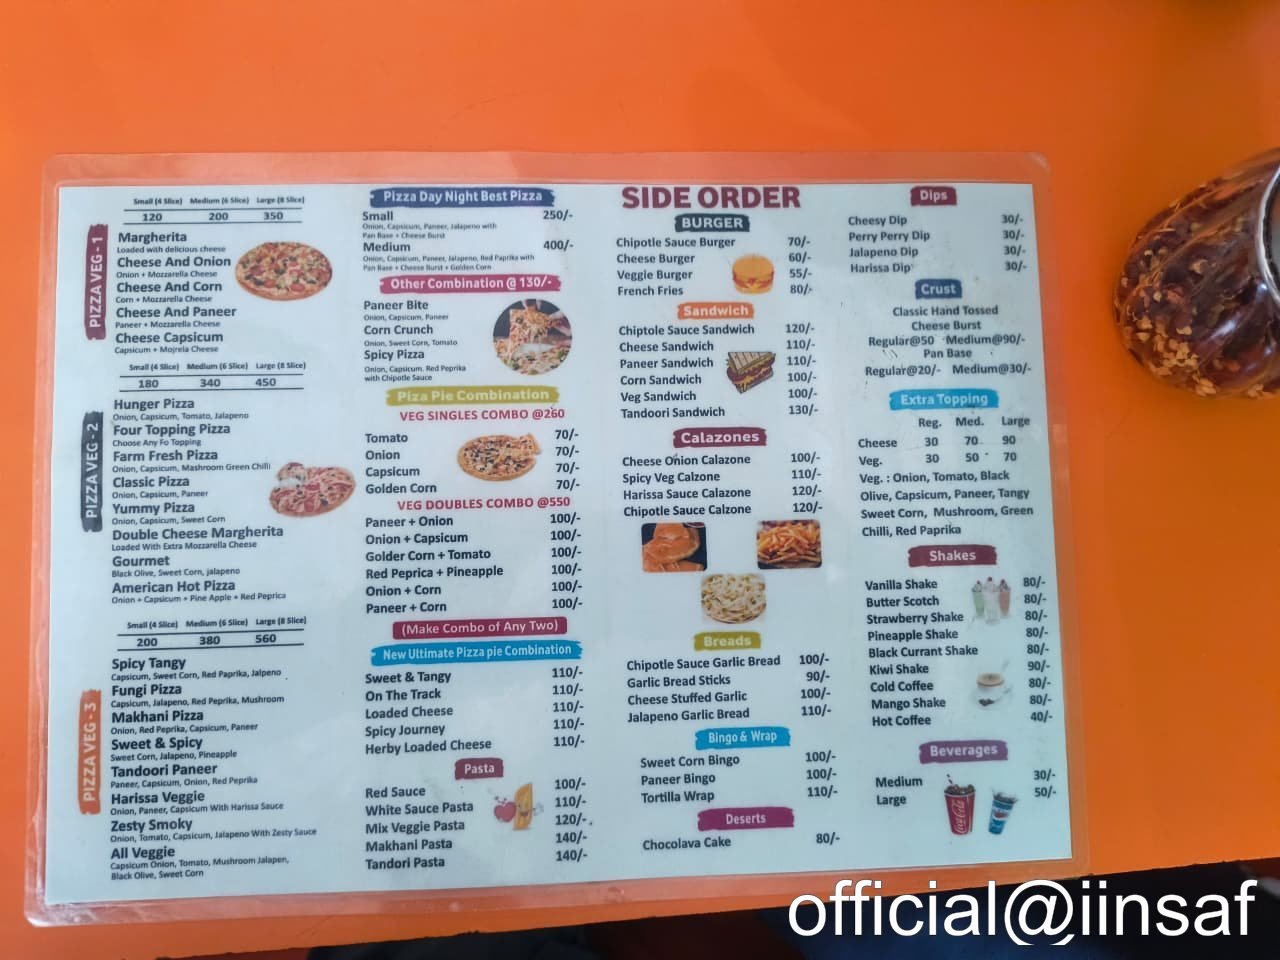 Small (4 Slice) Medium (6 Slice) Large (8 Slice)
120 200 350
PIZZA VEG - 1
Margherita
Loaded with delicious cheese
Cheese And Onion
Onion + Mozzarella Cheese
Cheese And Corn
Corn + Mozzarella Cheese
Cheese And Paneer
Paneer + Mozzarella Cheese
Cheese Capsicum
Capsicum + Mojrela Cheese
Small (4 Slice) Medium (6 Slice) Large (8 Slice)
180 340 450
PIZZA VEG - 2
Hunger Pizza
Onion, Capsicum, Tomato, Jalapeno
Four Topping Pizza
Choose Any Fo Topping
Farm Fresh Pizza
Onion, Capsicum, Mashroom Green Chilli
Classic Pizza
Onion, Capsicum, Paneer
Yummy Pizza
Onion, Capsicum, Sweet Corn
Double Cheese Margherita
Loaded With Extra Mozzarella Cheese
Gourmet
Black Olive, Sweet Corn, jalapeno
American Hot Pizza
Onion + Capsicum + Pine Apple + Red Peprica
Small (4 Slice) Medium (6 Slice) Large (8 Slice)
200 380 560
PIZZA VEG - 3
Spicy Tangy
Capsicum, Sweet Corn, Red Paprika, Jalpeno
Fungi Pizza
Capsicum, Jalapeno, Red Peprika, Mushroom
Makhani Pizza
Onion, Red Peprika, Capsicum, Paneer
Sweet & Spicy
Sweet Corn, Jalapeno, Pineapple
Tandoori Paneer
Paneer, Capsicum, Onion, Red Peprika
Harissa Veggie
Onion, Paneer, Capsicum With Harissa Sauce
Zesty Smoky
Onion, Tomato, Capsicum, Jalapeno With Zesty Sauce
All Veggie
Capsicum Onion, Tomato, Mushroom Jalapen,
Black Olive, Sweet Corn
Pizza Day Night Best Pizza
Small 250/-
Onion, Capsicum, Paneer, Jalapeno with
Pan Base + Cheese Burst
Medium 400/-
Onion, Capsicum, Paneer, Jalapeno, Red Paprika with
Pan Base + Cheese Burst + Golden Corn
Other Combination @ 130/-
Paneer Bite
Onion, Capsicum, Paneer
Corn Crunch
Onion, Sweet Corn, Tomato
Spicy Pizza
Onion, Capsicum. Red Peprika
with Chipotle Sauce
Piza Pie Combination
VEG SINGLES COMBO @260
Tomato 70/-
Onion 70/-
Capsicum 70/-
Golden Corn 70/-
VEG DOUBLES COMBO @550
Paneer + Onion 100/-
Onion + Capsicum 100/-
Golder Corn + Tomato 100/-
Red Peprica + Pineapple 100/-
Onion + Corn 100/-
Paneer + Corn 100/-
(Make Combo of Any Two)
New Ultimate Pizza pie Combination
Sweet & Tangy 110/-
On The Track 110/-
Loaded Cheese 110/-
Spicy Journey 110/-
Herby Loaded Cheese 110/-
Pasta
Red Sauce 100/-
White Sauce Pasta 110/-
Mix Veggie Pasta 120/-
Makhani Pasta 140/-
Tandori Pasta 140/-
SIDE ORDER
BURGER
Chipotle Sauce Burger 70/-
Cheese Burger 60/-
Veggie Burger 55/-
French Fries 80/-
Sandwich
Chiptole Sauce Sandwich 120/-
Cheese Sandwich 110/-
Paneer Sandwich 110/-
Corn Sandwich 100/-
Veg Sandwich 100/-
Tandoori Sandwich 130/-
Calazones
Cheese Onion Calazone 100/-
Spicy Veg Calzone 110/-
Harissa Sauce Calazone 120/-
Chipotle Sauce Calzone 120/-
Breads
Chipotle Sauce Garlic Bread 100/-
Garlic Bread Sticks 90/-
Cheese Stuffed Garlic 100/-
Jalapeno Garlic Bread 110/-
Bingo & Wrap
Sweet Corn Bingo 100/-
Paneer Bingo 100/-
Tortilla Wrap 110/-
Deserts
Chocolava Cake 80/-
Dips
Cheesy Dip 30/-
Perry Perry Dip 30/-
Jalapeno Dip 30/-
Harissa Dip 30/-
Crust
Classic Hand Tossed
Cheese Burst
Regular@50 Medium@90/-
Pan Base
Regular@20/- Medium@30/-
Extra Topping
Reg. Med. Large
Cheese 30 70 90
Veg. 30 50 70
Veg. : Onion, Tomato, Black
Olive, Capsicum, Paneer, Tangy
Sweet Corn, Mushroom, Green
Chilli, Red Paprika
Shakes
Vanilla Shake 80/-
Butter Scotch 80/-
Strawberry Shake 80/-
Pineapple Shake 80/-
Black Currant Shake 80/-
Kiwi Shake 90/-
Cold Coffee 80/-
Mango Shake 80/-
Hot Coffee 40/-
Beverages
Medium 30/-
Large 50/-
Coca-Cola
official@iinsaf